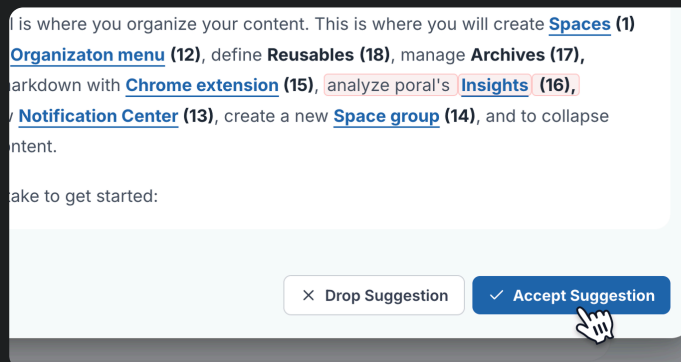 is where you organize your content. This is where you will create Spaces (1)
Organizaton menu (12), define Reusables (18), manage Archives (17),
with Chrome extension (15), analyze poral's Insights (16),
Notification Center (13), create a new Space group (14), and to collapse
take to get started:
Drop Suggestion
Accept Suggestion